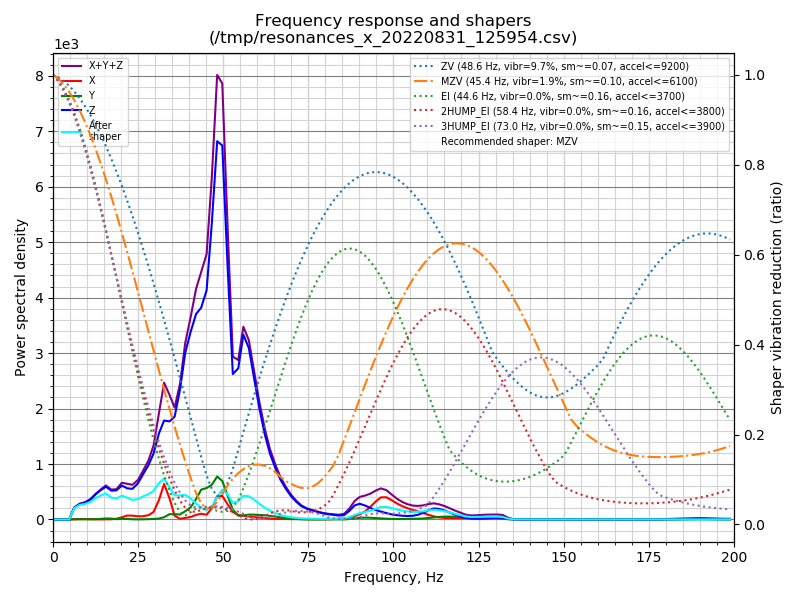 Frequency response and shapers
(/tmp/resonances_x_20220831_125954.csv)
1e3
X+Y+Z
X
Y
Z
After
shaper
ZV (48.6 Hz, vibr=9.7%, sm~=0.07, accel<=9200)
MZV (45.4 Hz, vibr=1.9%, sm~=0.10, accel<=6100)
EI (44.6 Hz, vibr=0.0%, sm~=0.16, accel<=3700)
2HUMP_EI (58.4 Hz, vibr=0.0%, sm~=0.16, accel<=3800)
3HUMP_EI (73.0 Hz, vibr=0.0%, sm~=0.15, accel<=3900)
Recommended shaper: MZV
8
7
6
5
4
3
2
1
0
Power spectral density
1.0
0.8
0.6
0.4
0.2
0.0
Shaper vibration reduction (ratio)
0 25 50 75 100 125 150 175 200
Frequency, Hz